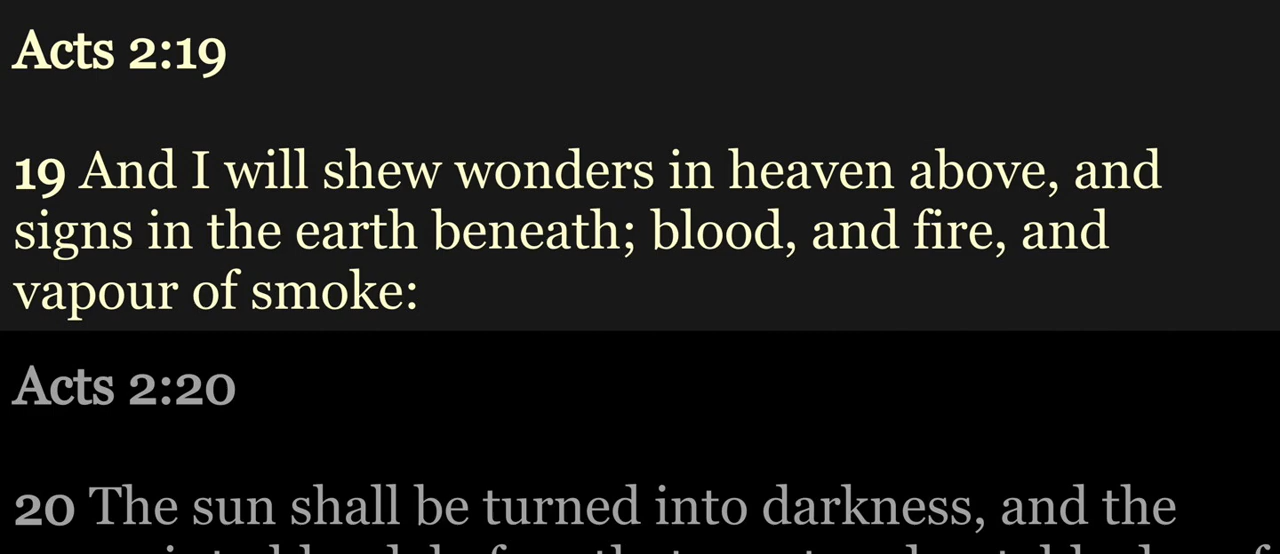 Acts 2:19
19 And I will shew wonders in heaven above, and
signs in the earth beneath; blood, and fire, and
vapour of smoke:
Acts 2:20
20 The sun shall be turned into darkness, and the